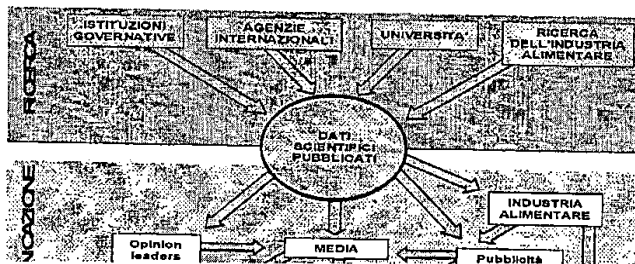 ISTITUZIONI
GOVERNATIVE
AGENZIE
INTERNAZIONALI
UNIVERSITA'
RICERCA
DELL'INDUSTRIA
ALIMENTARE
RICERCA
DATI
SCIENTIFICI
PUBBLICATI
NCAZIONE
INDUSTRIA
ALIMENTARE
Opinion
leaders
MEDIA
Pubblicità